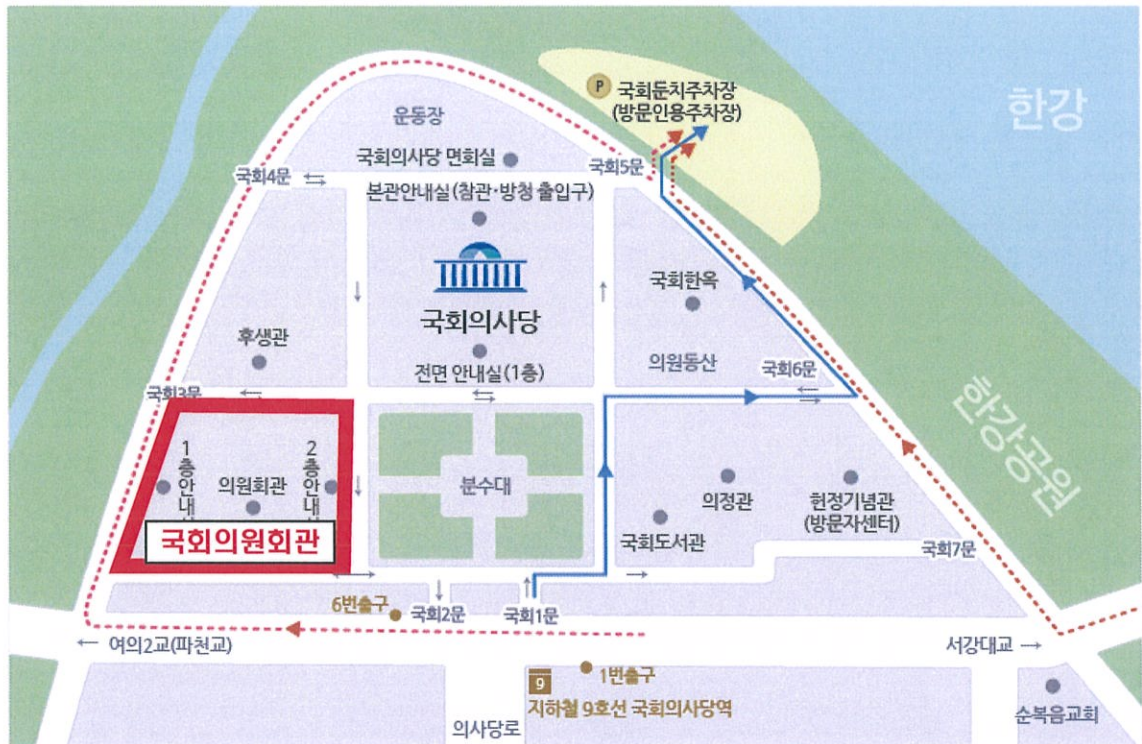 P 국회둔치주차장
(방문인용주차장)
한강
운동장
국회의사당 면회실
국회5문
국회4문
본관안내실(참관·방청 출입구)
국회한옥
국회의사당
후생관
전면 안내실(1층)
의원동산
국회6문
국회3문
한강공원
1층안내
2층안내
의원회관
분수대
의정관
헌정기념관
(방문자센터)
국회의원회관
국회도서관
국회7문
6번출구
국회2문
국회1문
← 여의2교(파천교)
서강대교 →
1번출구
9
지하철 9호선 국회의사당역
의사당로
순복음교회